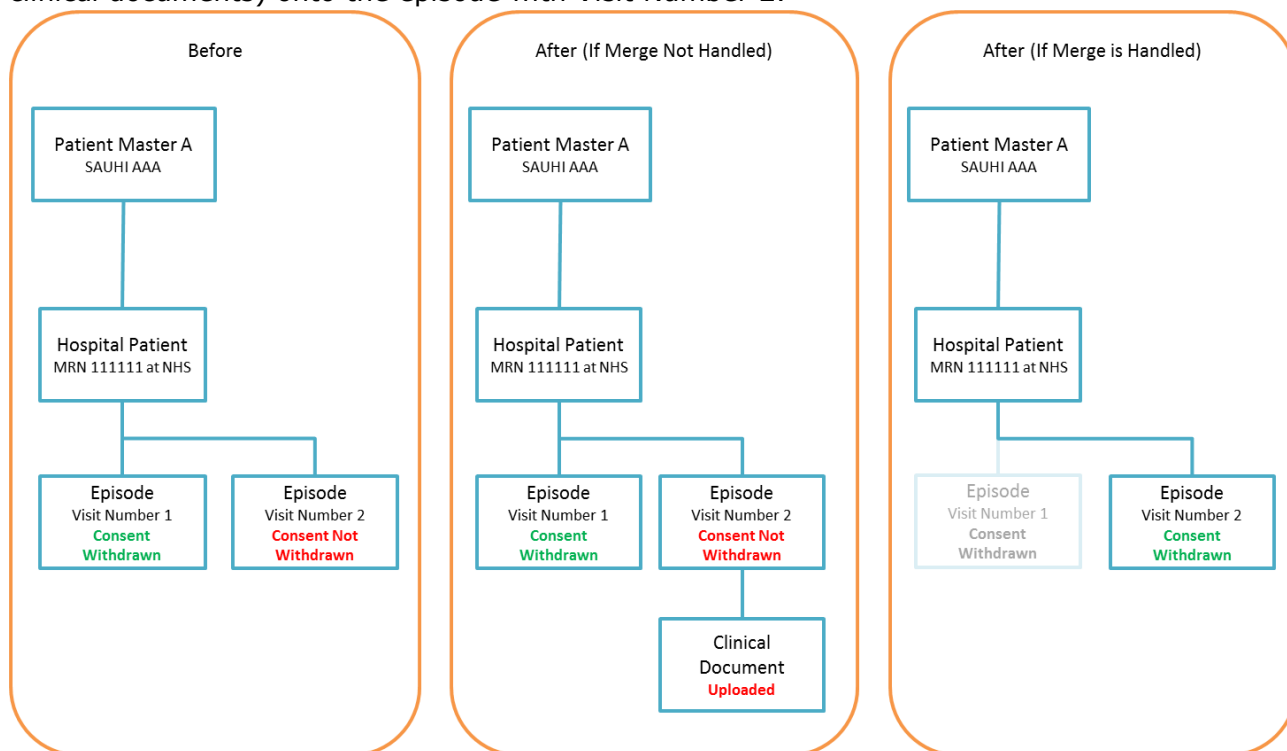 clinical documents) onto the episode with Visit Number 2.
Before
Patient Master A
SAUHI AAA
Hospital Patient
MRN 111111 at NHS
Episode
Visit Number 1
Consent
Withdrawn
Episode
Visit Number 2
Consent Not
Withdrawn
After (If Merge Not Handled)
Patient Master A
SAUHI AAA
Hospital Patient
MRN 111111 at NHS
Episode
Visit Number 1
Consent
Withdrawn
Episode
Visit Number 2
Consent Not
Withdrawn
Clinical
Document
Uploaded
After (If Merge is Handled)
Patient Master A
SAUHI AAA
Hospital Patient
MRN 111111 at NHS
Episode
Visit Number 1
Consent
Withdrawn
Episode
Visit Number 2
Consent
Withdrawn